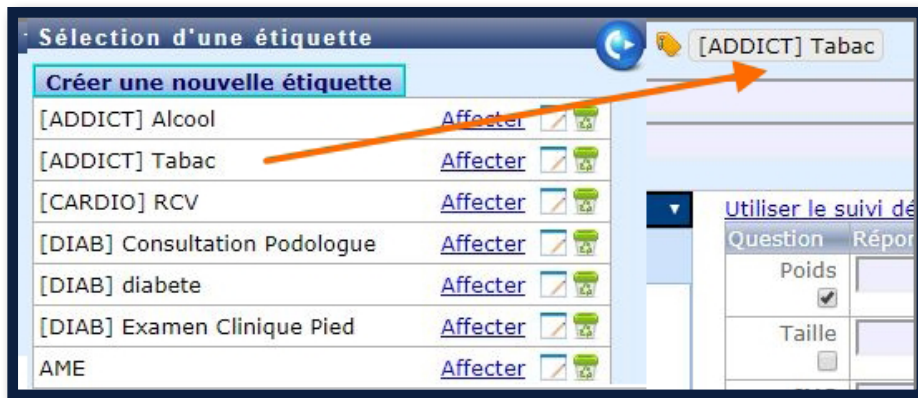 Sélection d'une étiquette
Créer une nouvelle étiquette
[ADDICT] Alcool Affecter
[ADDICT] Tabac Affecter
[CARDIO] RCV Affecter
[DIAB] Consultation Podologue Affecter
[DIAB] diabete Affecter
[DIAB] Examen Clinique Pied Affecter
AME Affecter
[ADDICT] Tabac
Utiliser le suivi dé
Question Répon
Poids
Taille